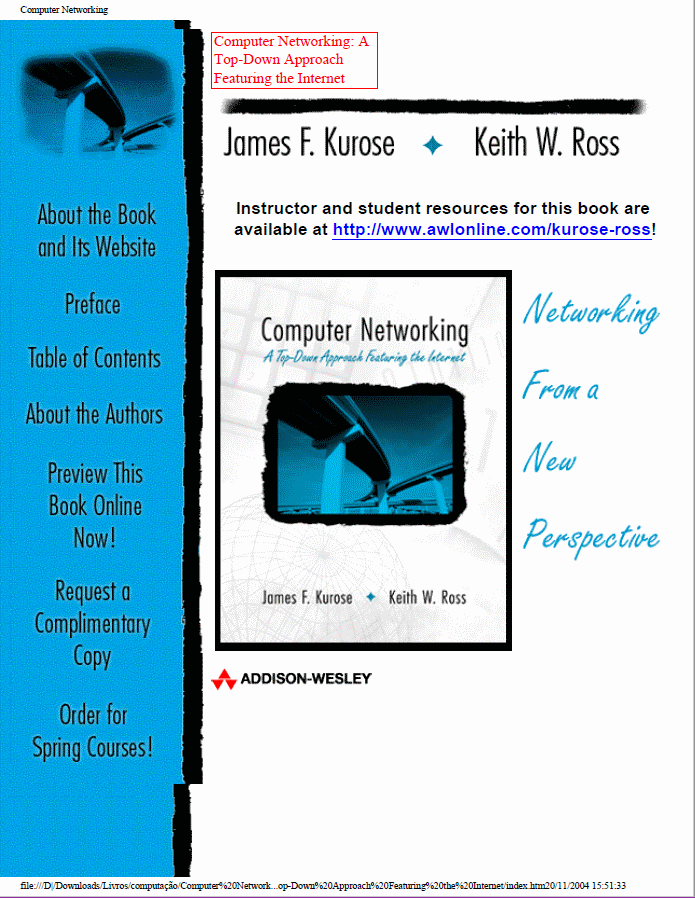 Computer Networking
Computer Networking: A
Top-Down Approach
Featuring the Internet
James F. Kurose ✦ Keith W. Ross
Instructor and student resources for this book are
available at http://www.awlonline.com/kurose-ross!
About the Book
and Its Website
Preface
Table of Contents
About the Authors
Preview This
Book Online
Now!
Request a
Complimentary
Copy
Order for
Spring Courses!
Computer Networking
A Top-Down Approach Featuring the Internet
James F. Kurose ✦ Keith W. Ross
Networking
From a
New
Perspective
ADDISON-WESLEY
file:///D|/Downloads/Livros/computação/Computer%20Network...op-Down%20Approach%20Featuring%20the%20Internet/index.htm20/11/2004 15:51:33